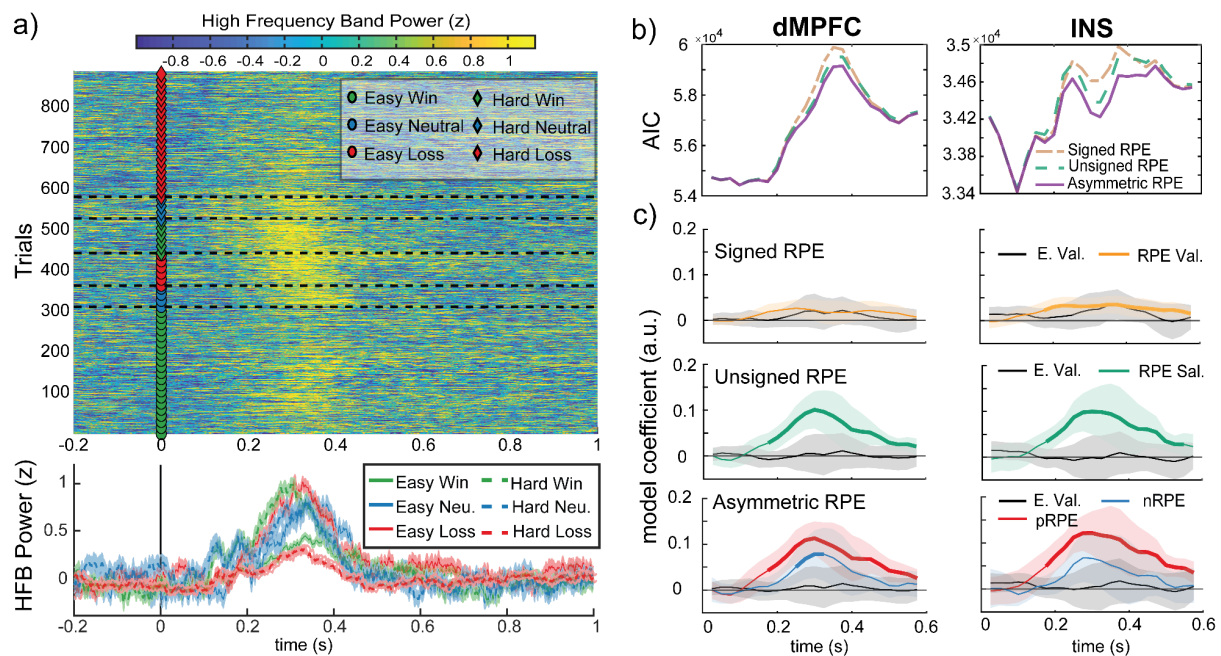 a)
High Frequency Band Power (z)
-0.8 -0.6 -0.4 -0.2 0 0.2 0.4 0.6 0.8 1
Trials
800
700
600
500
400
300
200
100
Easy Win Hard Win
Easy Neutral Hard Neutral
Easy Loss Hard Loss
-0.2 0 0.2 0.4 0.6 0.8 1
HFB Power (z)
1
0.5
0
Easy Win Hard Win
Easy Neu. Hard Neu.
Easy Loss Hard Loss
-0.2 0 0.2 0.4 0.6 0.8 1
time (s)
b)
dMPFC
×10⁴
AIC
60
58.8
57.8
56.6
55.4
INS
×10⁴
3.5
3.46
3.4
3.38
3.34
Signed RPE
Unsigned RPE
Asymmetric RPE
c)
model coefficient (a.u.)
0.2
0.1
0
Signed RPE
E. Val. RPE Val.
0.2
0.1
0
Unsigned RPE
E. Val. RPE Sal.
0.2
0.1
0
Asymmetric RPE
E. Val. nRPE
pRPE
0 0.2 0.4 0.6
time (s)
0 0.2 0.4 0.6
time (s)